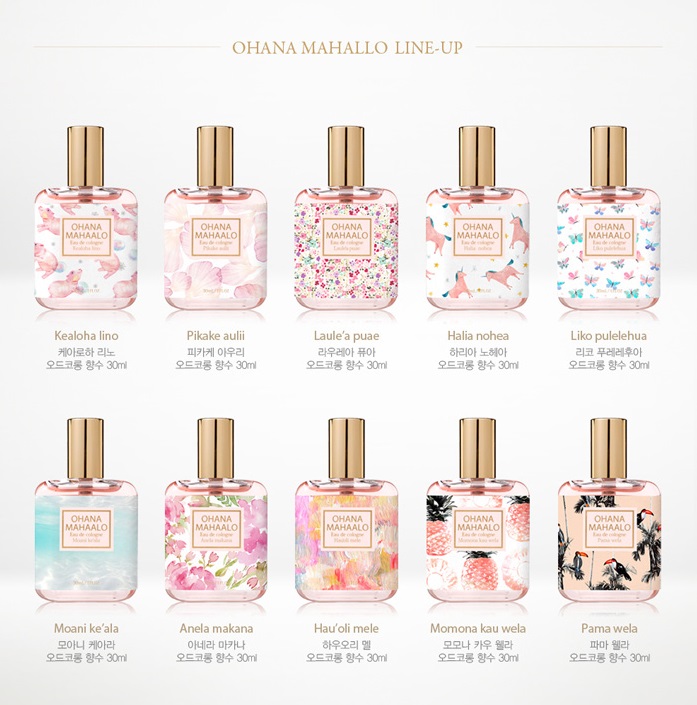 OHANA MAHALLO LINE-UP
OHANA
MAHAALO
Eau de cologne
OHANA
MAHAALO
Eau de cologne
Pikake aulii
OHANA
MAHAALO
Eau de cologne
OHANA
MAHAALO
Eau de cologne
OHANA
MAHAALO
Eau de cologne
Liko pulelehua
Kealoha lino
케아로하 리노
오드코롱 향수 30ml
Pikake aulii
피카케 아우리
오드코롱 향수 30ml
Laule'a puae
라우레아 퓨아
오드코롱 향수 30ml
Halia nohea
하리아 노헤아
오드코롱 향수 30ml
Liko pulelehua
리코 푸레레후아
오드코롱 향수 30ml
OHANA
MAHAALO
Eau de cologne
OHANA
MAHAALO
Eau de cologne
OHANA
MAHAALO
Eau de cologne
OHANA
MAHAALO
Eau de cologne
OHANA
MAHAALO
Eau de cologne
Moani ke'ala
모아니 케아라
오드코롱 향수 30ml
Anela makana
아네라 마카나
오드코롱 향수 30ml
Hau'oli mele
하우오리 멜
오드코롱 향수 30ml
Momona kau wela
모모나 카우 웰라
오드코롱 향수 30ml
Pama wela
파마 웰라
오드코롱 향수 30ml